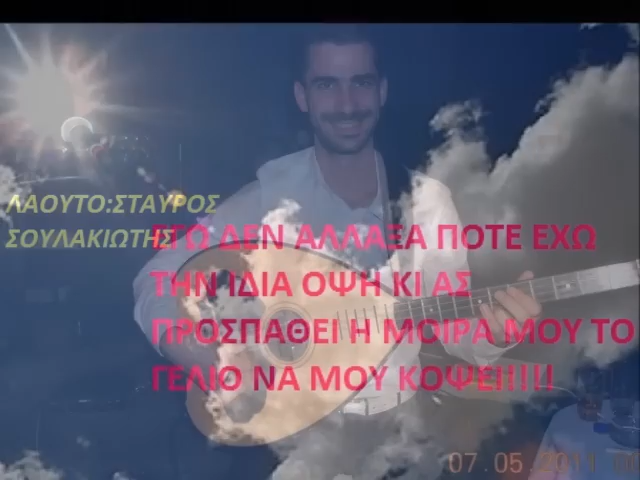 ΛΑΟΥΤΟ:ΣΤΑΥΡΟΣ
ΣΟΥΛΑΚΙΩΤΗΣ
ΕΓΩ ΔΕΝ ΑΛΛΑΞΑ ΠΟΤΕ ΕΧΩ
ΤΗΝ ΙΔΙΑ ΟΨΗ ΚΙ ΑΣ
ΠΡΟΣΠΑΘΕΙ Η ΜΟΙΡΑ ΜΟΥ ΤΟ
ΓΕΛΙΟ ΝΑ ΜΟΥ ΚΟΨΕΙ!!!!!
07.05.2011